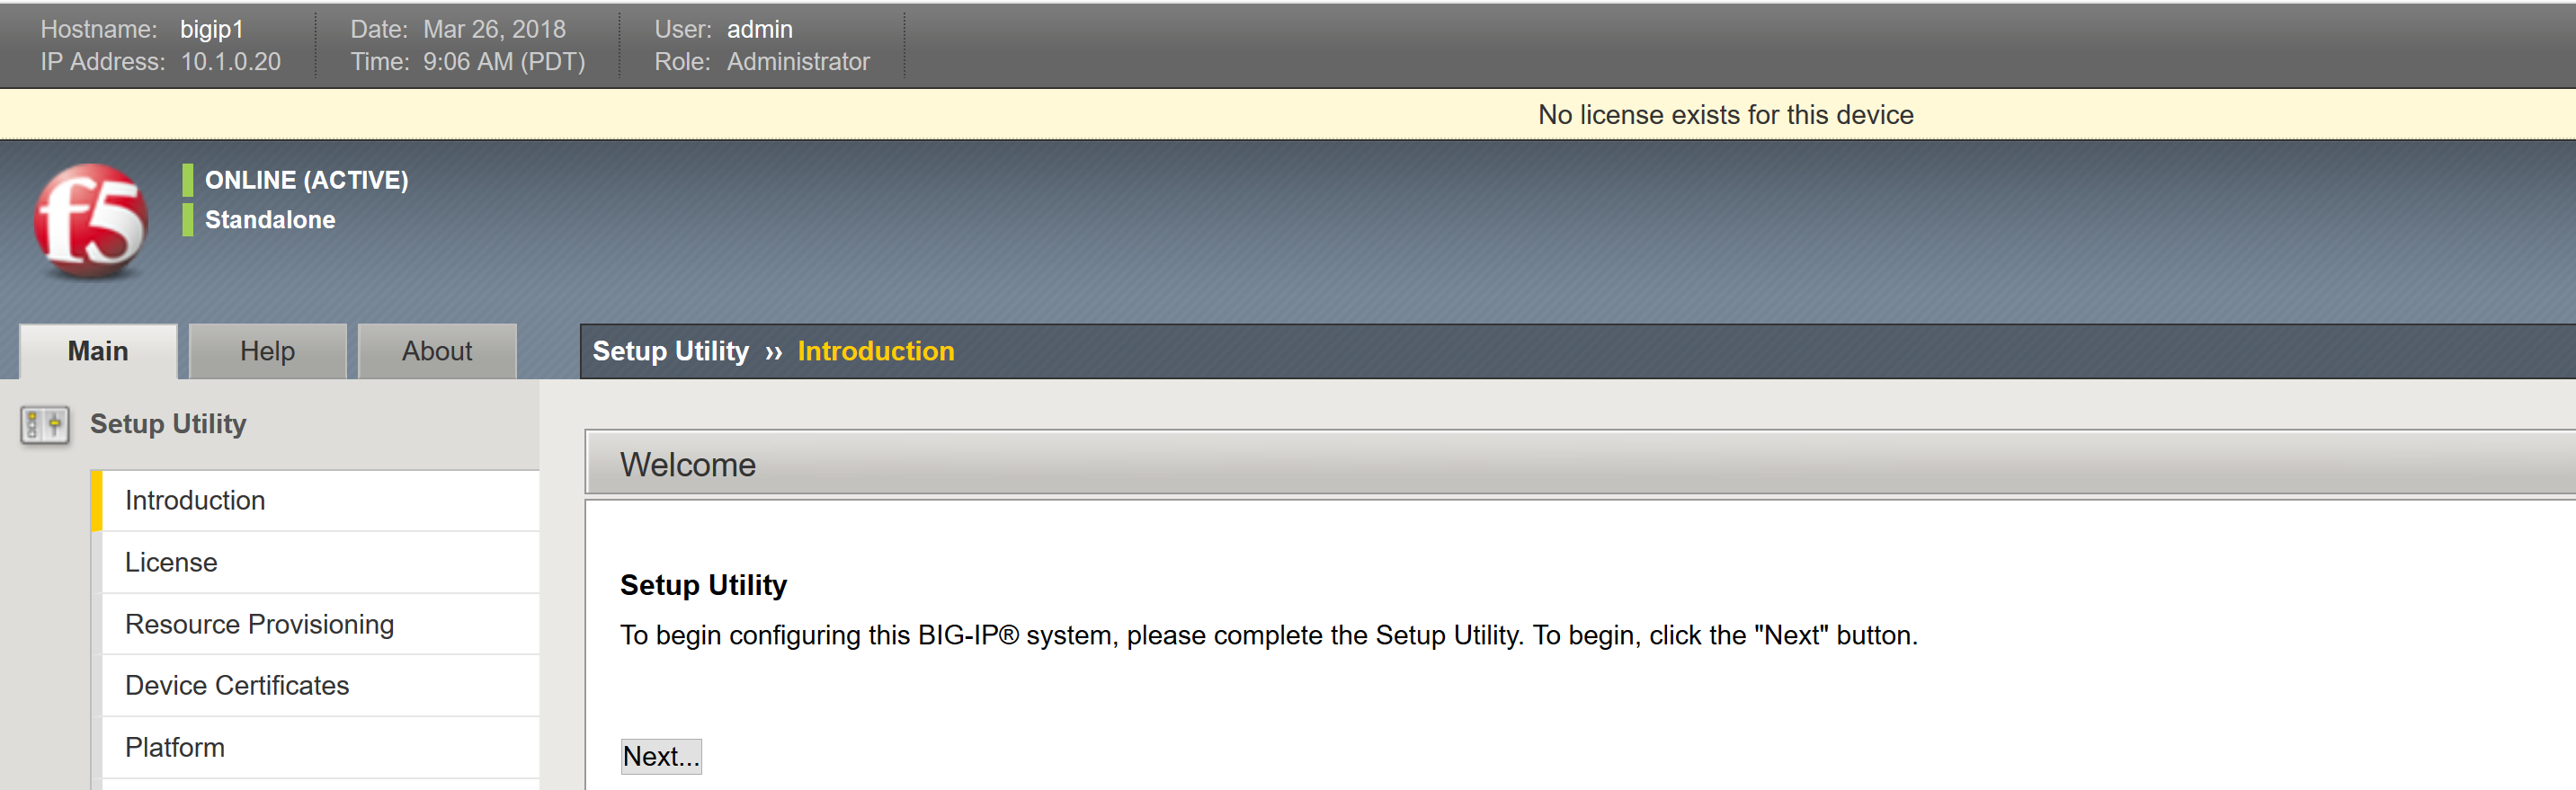 Hostname: bigip1 Date: Mar 26, 2018 User: admin
IP Address: 10.1.0.20 Time: 9:06 AM (PDT) Role: Administrator
No license exists for this device
f5
ONLINE (ACTIVE)
Standalone
Main Help About Setup Utility ›› Introduction
Setup Utility
Introduction
License
Resource Provisioning
Device Certificates
Platform
Welcome
Setup Utility
To begin configuring this BIG-IP® system, please complete the Setup Utility. To begin, click the "Next" button.
Next...